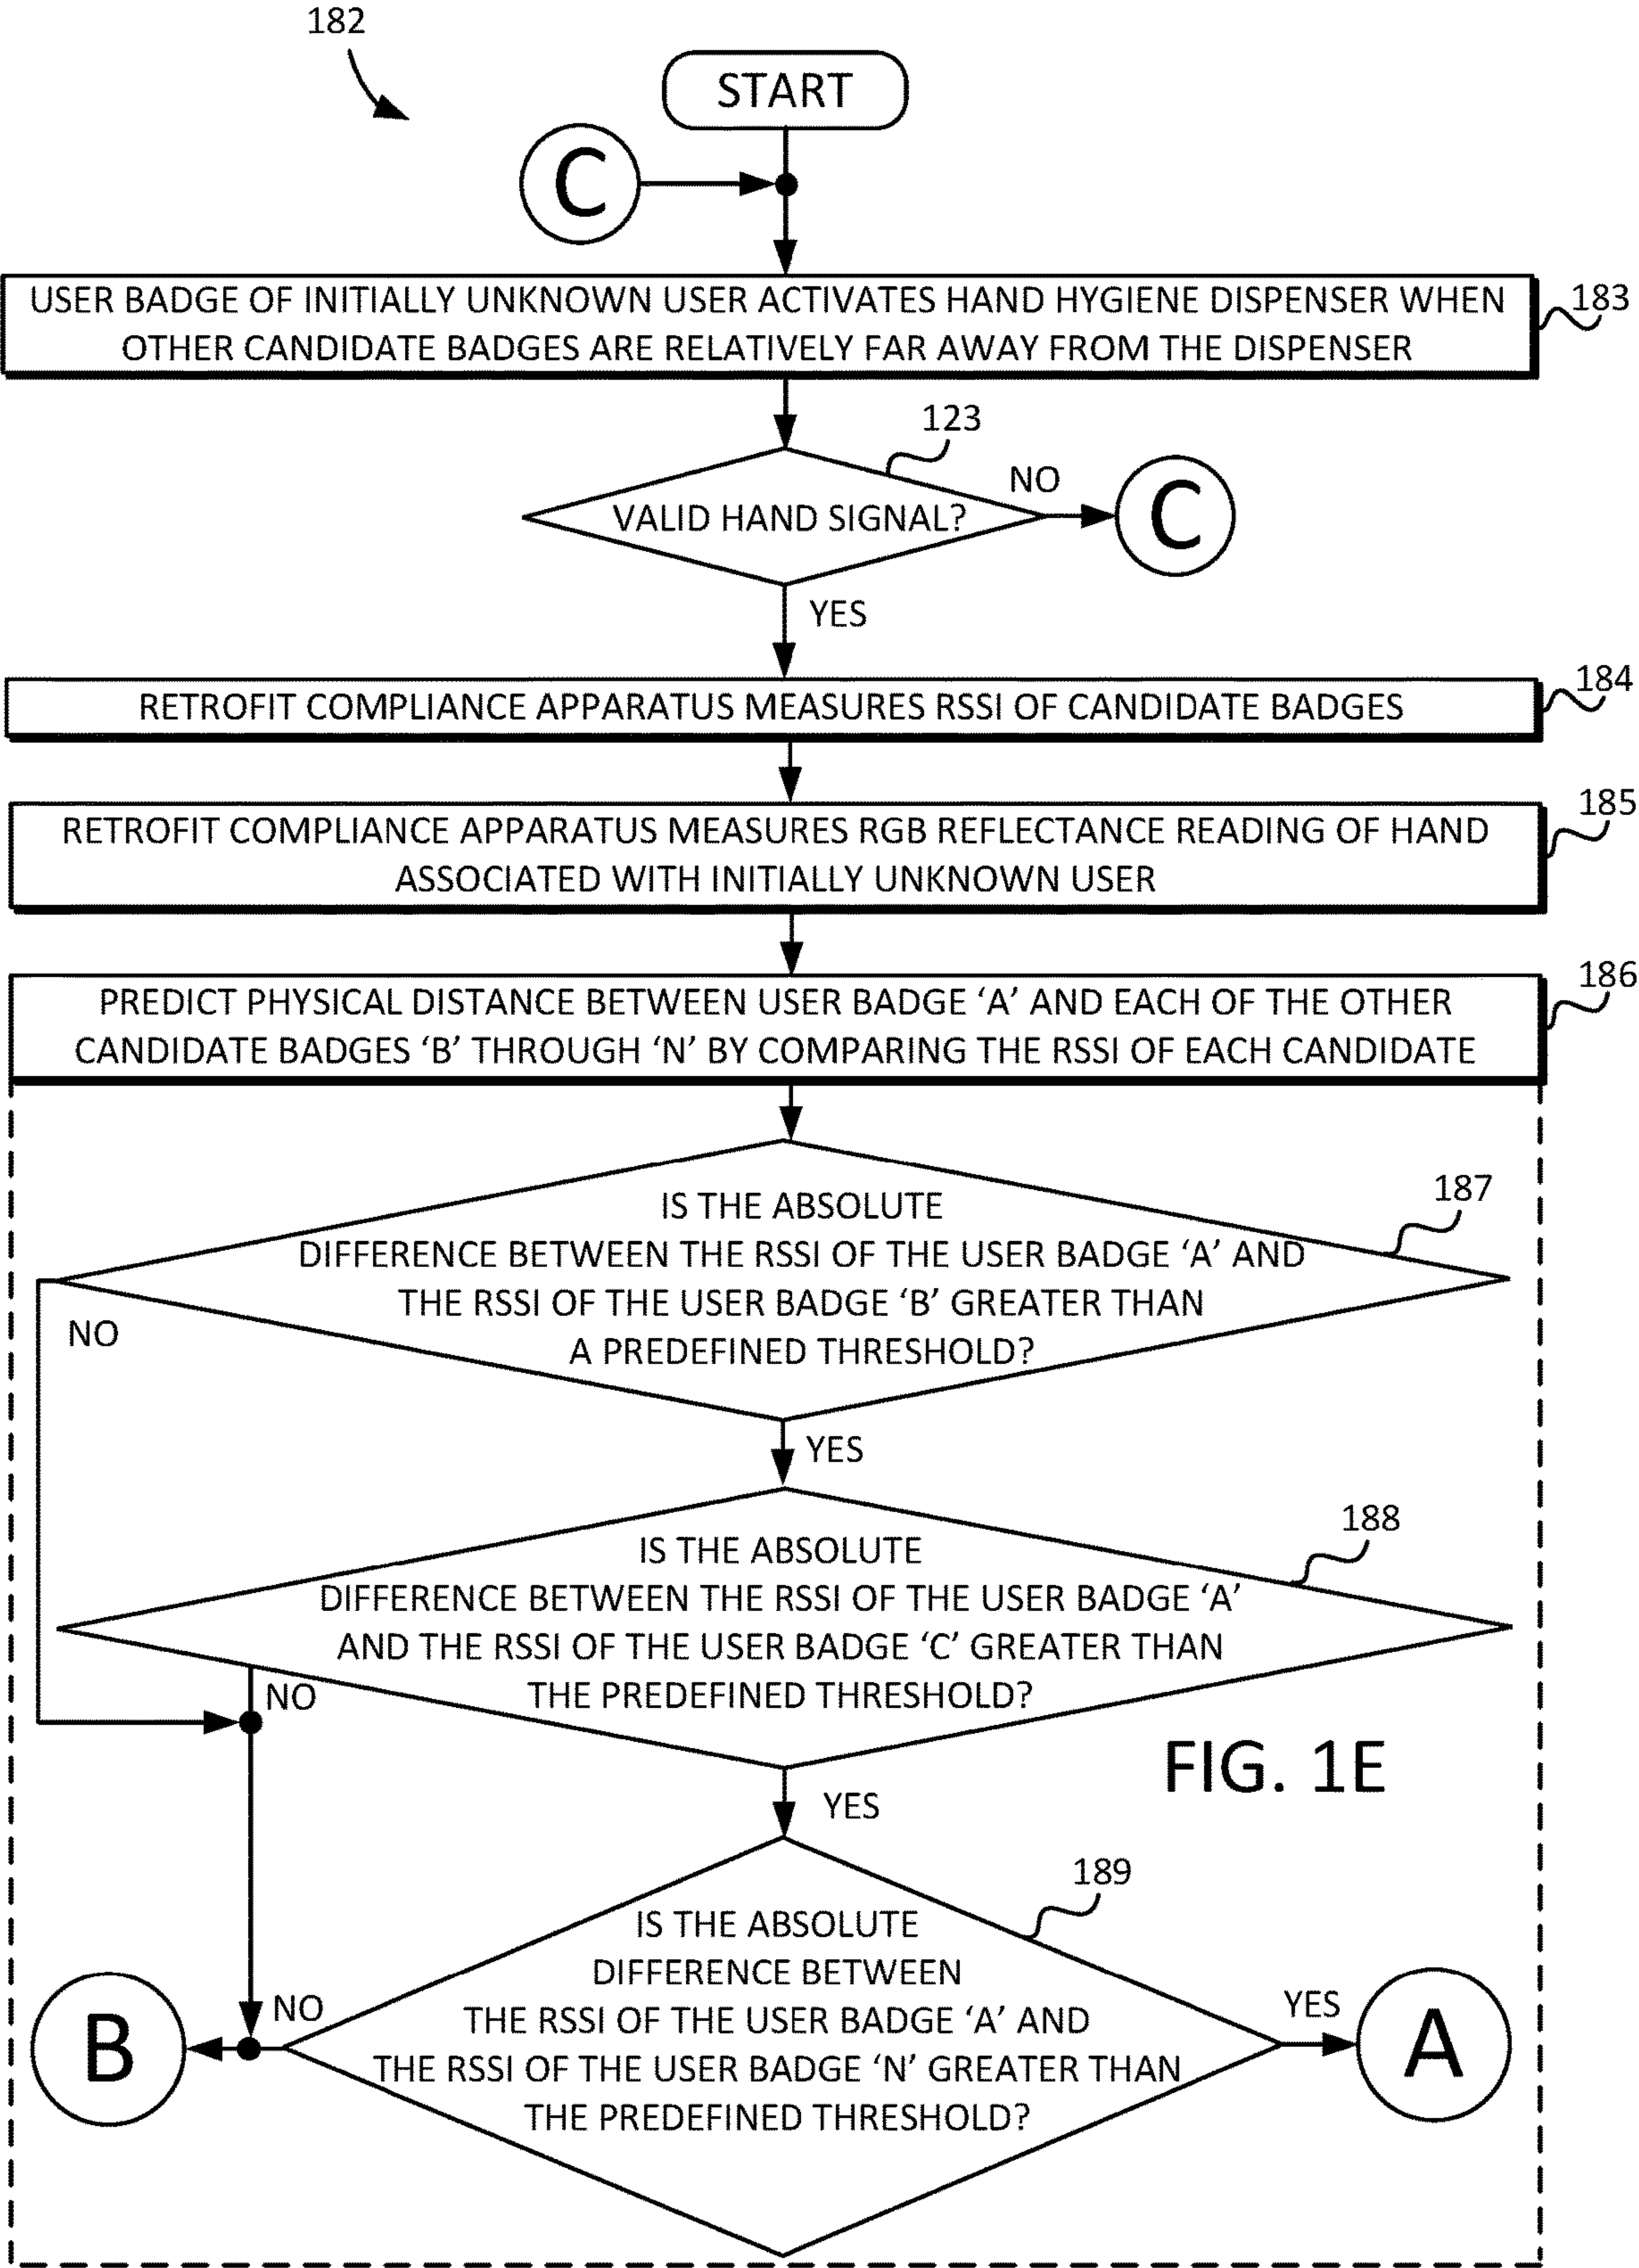 182
START
C
USER BADGE OF INITIALLY UNKNOWN USER ACTIVATES HAND HYGIENE DISPENSER WHEN
OTHER CANDIDATE BADGES ARE RELATIVELY FAR AWAY FROM THE DISPENSER
183
123
VALID HAND SIGNAL?
NO
C
YES
RETROFIT COMPLIANCE APPARATUS MEASURES RSSI OF CANDIDATE BADGES
184
RETROFIT COMPLIANCE APPARATUS MEASURES RGB REFLECTANCE READING OF HAND
ASSOCIATED WITH INITIALLY UNKNOWN USER
185
PREDICT PHYSICAL DISTANCE BETWEEN USER BADGE ‘A’ AND EACH OF THE OTHER
CANDIDATE BADGES ‘B’ THROUGH ‘N’ BY COMPARING THE RSSI OF EACH CANDIDATE
186
187
IS THE ABSOLUTE
DIFFERENCE BETWEEN THE RSSI OF THE USER BADGE ‘A’ AND
THE RSSI OF THE USER BADGE ‘B’ GREATER THAN
A PREDEFINED THRESHOLD?
NO
YES
188
IS THE ABSOLUTE
DIFFERENCE BETWEEN THE RSSI OF THE USER BADGE ‘A’
AND THE RSSI OF THE USER BADGE ‘C’ GREATER THAN
THE PREDEFINED THRESHOLD?
NO
FIG. 1E
YES
189
IS THE ABSOLUTE
DIFFERENCE BETWEEN
THE RSSI OF THE USER BADGE ‘A’ AND
THE RSSI OF THE USER BADGE ‘N’ GREATER THAN
THE PREDEFINED THRESHOLD?
NO
B
YES
A